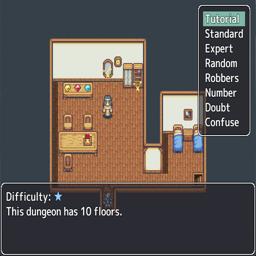 Tutorial
Standard
Expert
Random
Robbers
Number
Doubt
Confuse
Difficulty: ★
This dungeon has 10 floors.